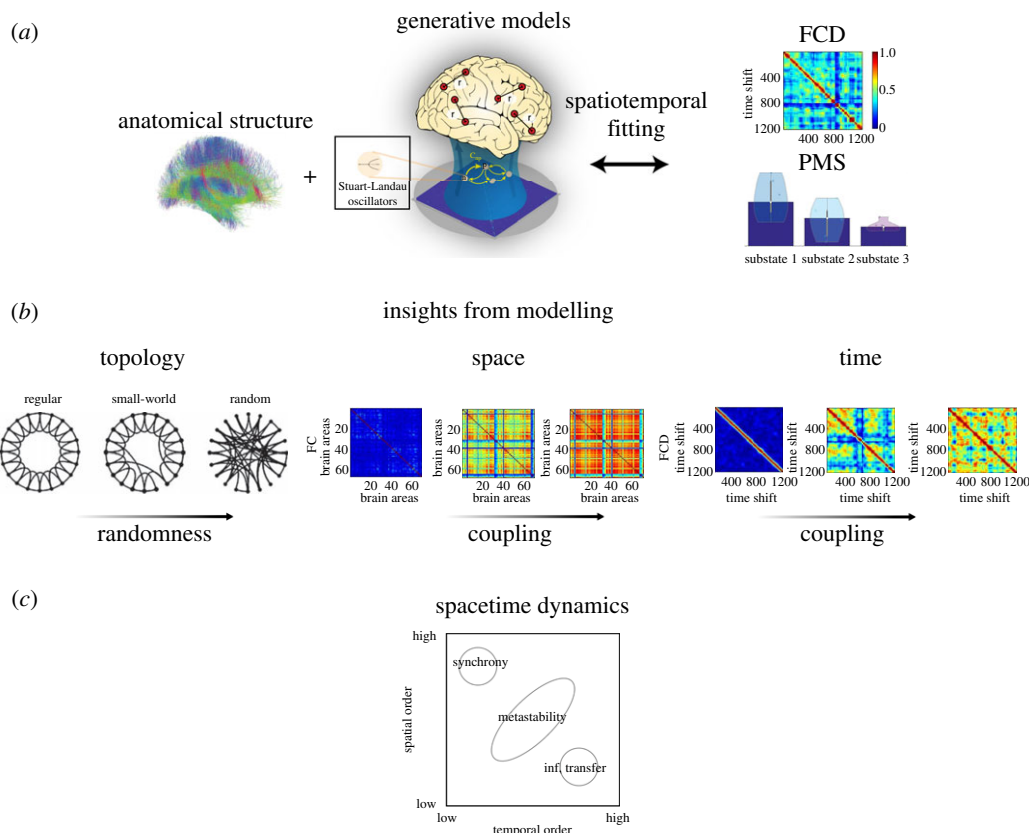 (a)
generative models
anatomical structure
+
Stuart-Landau
oscillators
r
r
r
r
spatiotemporal
fitting
FCD
time shift
400
800
1200
400 800 1200
1.0
0.5
0
PMS
substate 1 substate 2 substate 3
(b)
insights from modelling
topology
regular small-world random
randomness
space
FC
brain areas
20
40
60
20 40 60
brain areas
brain areas
20
40
60
20 40 60
brain areas
brain areas
20
40
60
20 40 60
brain areas
coupling
time
FCD
time shift
400
800
1200
400 800 1200
time shift
time shift
400
800
1200
400 800 1200
time shift
time shift
400
800
1200
400 800 1200
time shift
coupling
(c)
spacetime dynamics
high
spatial order
low
synchrony
metastability
inf. transfer
low high
temporal order